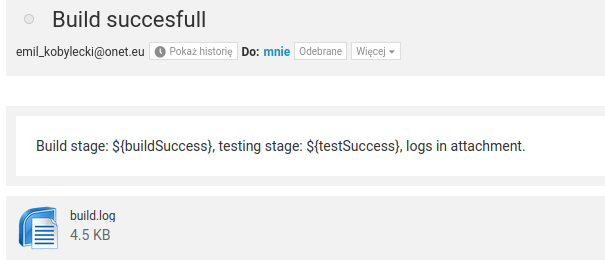 Build succesfull
emil_kobylecki@onet.eu Pokaż historię Do: mnie Odebrane Więcej
Build stage: ${buildSuccess}, testing stage: ${testSuccess}, logs in attachment.
build.log
4.5 KB